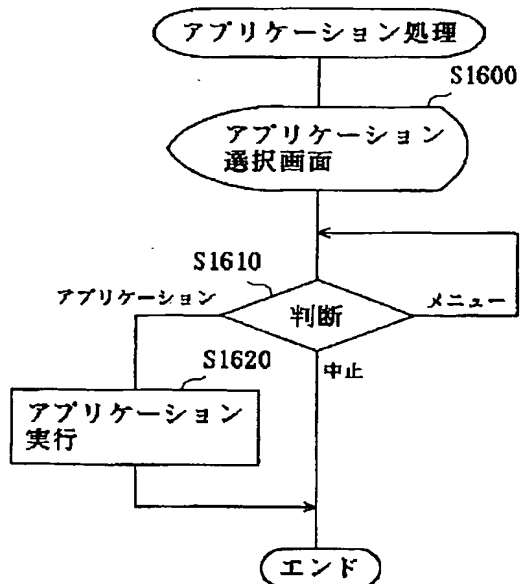 アプリケーション処理
S1600
アプリケーション
選択画面
S1610
アプリケーション
判断
メニュー
中止
S1620
アプリケーション
実行
エンド